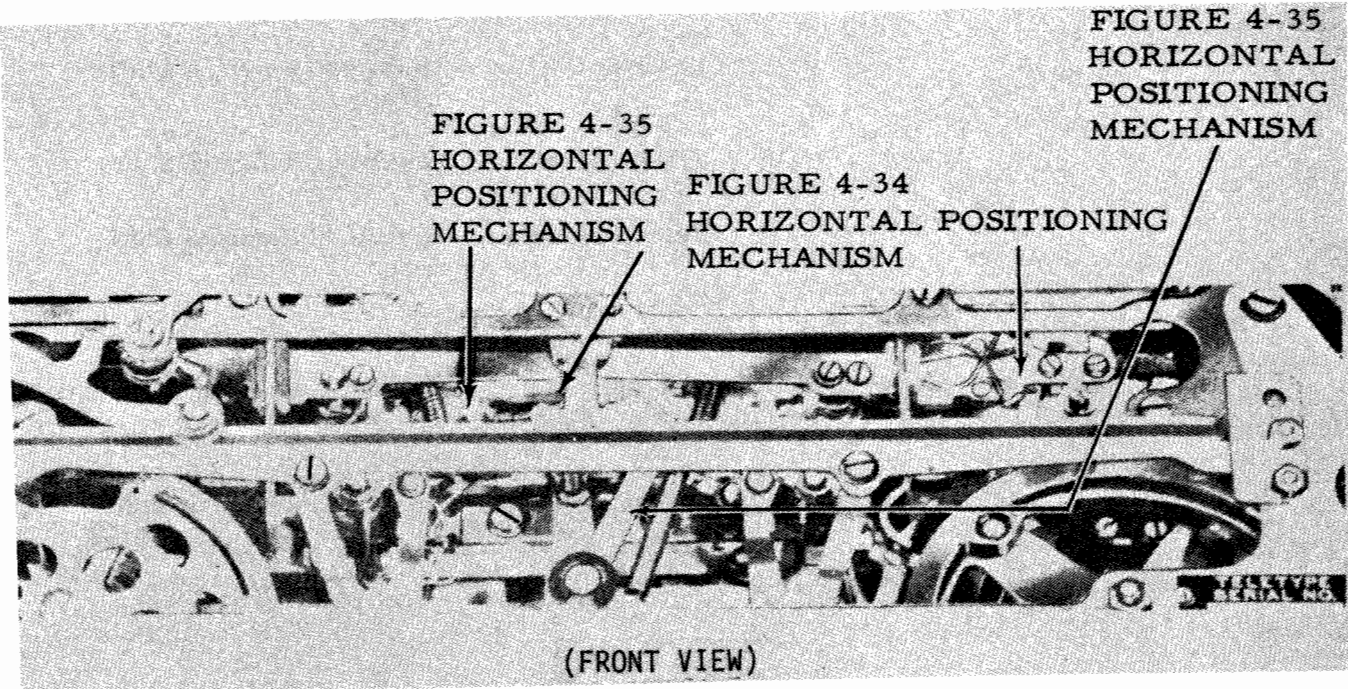 FIGURE 4-35
HORIZONTAL
POSITIONING
MECHANISM
FIGURE 4-34
HORIZONTAL POSITIONING
MECHANISM
FIGURE 4-35
HORIZONTAL
POSITIONING
MECHANISM
TELETYPE
SERIAL NO.
(FRONT VIEW)